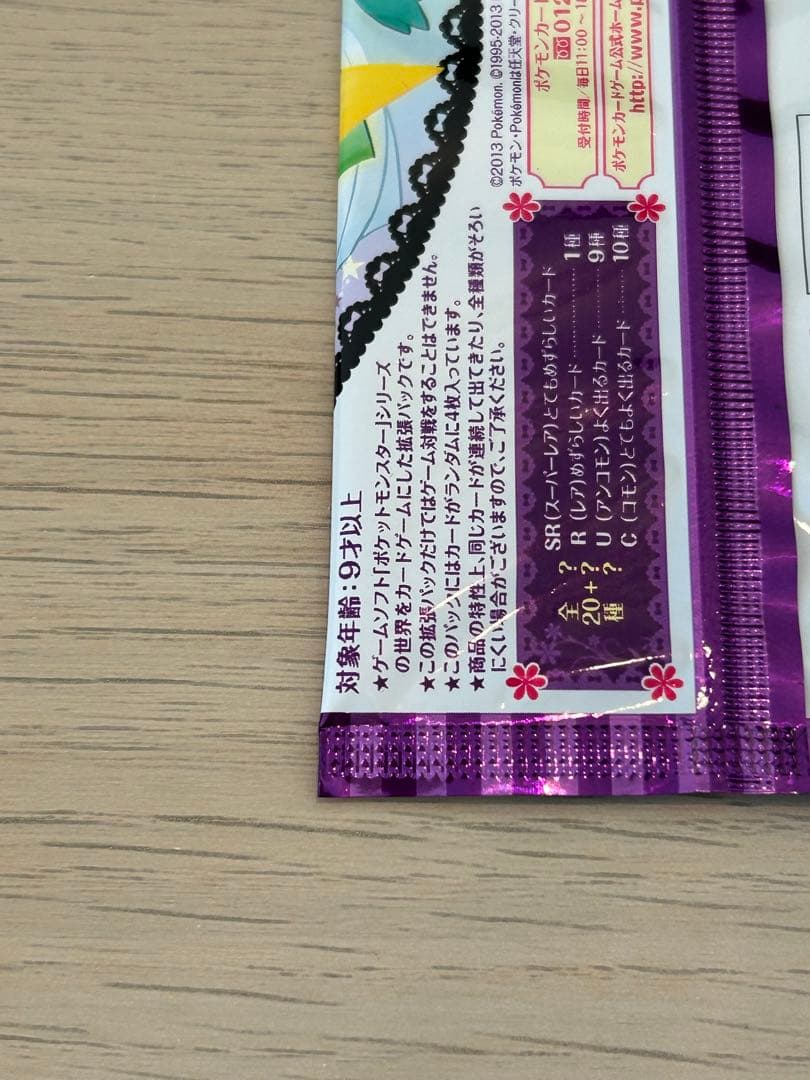 対象年齢:9才以上
★ゲームソフト「ポケットモンスター」シリーズ
の世界をカードゲームにした拡張パックです。
★この拡張パックだけではゲーム対戦をすることはできません。
★このパックにはカードがランダムに4枚入っています。
★商品の特性上、同じカードが連続して出てきたり、全種類がそろい
にくい場合がございますので、ご了承ください。
©2013 Pokémon. ©1995-2013
ポケモン・Pokémonは任天堂・クリー
ポケモンカード
012
受付時間/毎日11:00~18
ポケモンカードゲーム公式ホーム
http://www.p
全
20+???
種
SR(スーパーレア)とてもめずらしいカード
R(レア)めずらしいカード………1種
U(アンコモン)よく出るカード………9種
C(コモン)とてもよく出るカード………10種